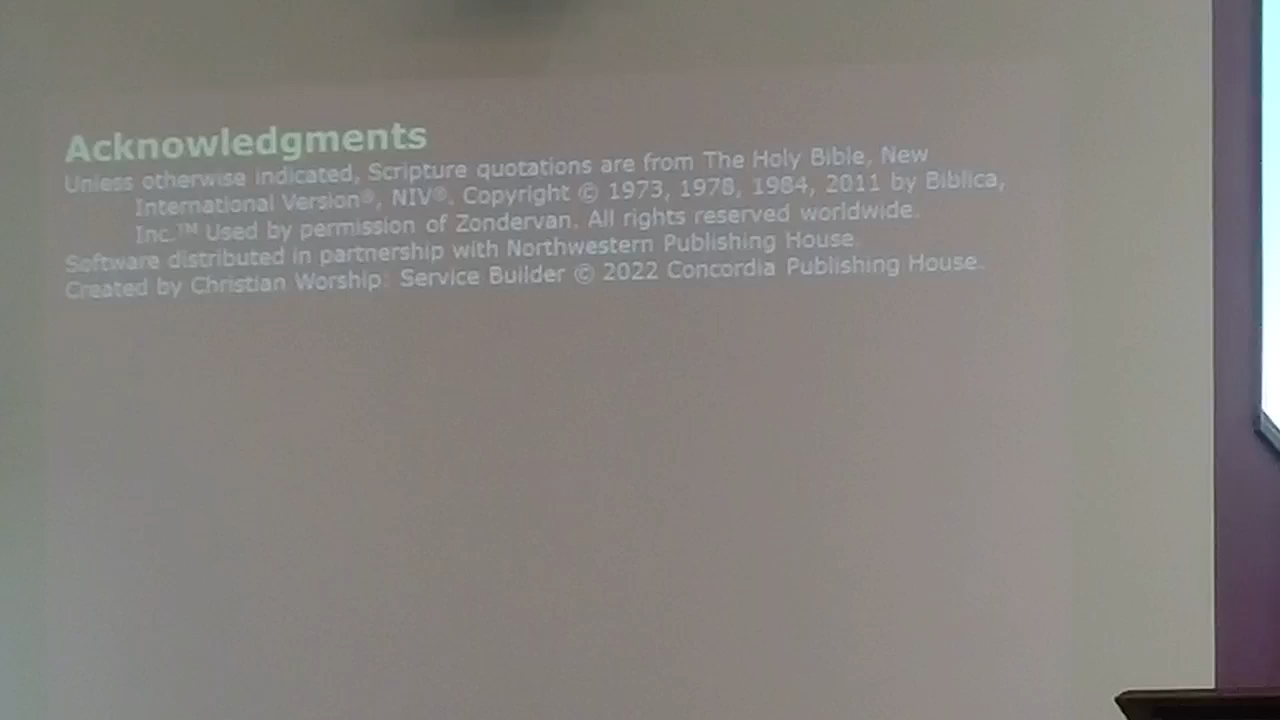 Acknowledgments
Unless otherwise indicated, Scripture quotations are from The Holy Bible, New
International Version®, NIV®. Copyright © 1973, 1978, 1984, 2011 by Biblica,
Inc.™ Used by permission of Zondervan. All rights reserved worldwide.
Software distributed in partnership with Northwestern Publishing House.
Created by Christian Worship: Service Builder © 2022 Concordia Publishing House.